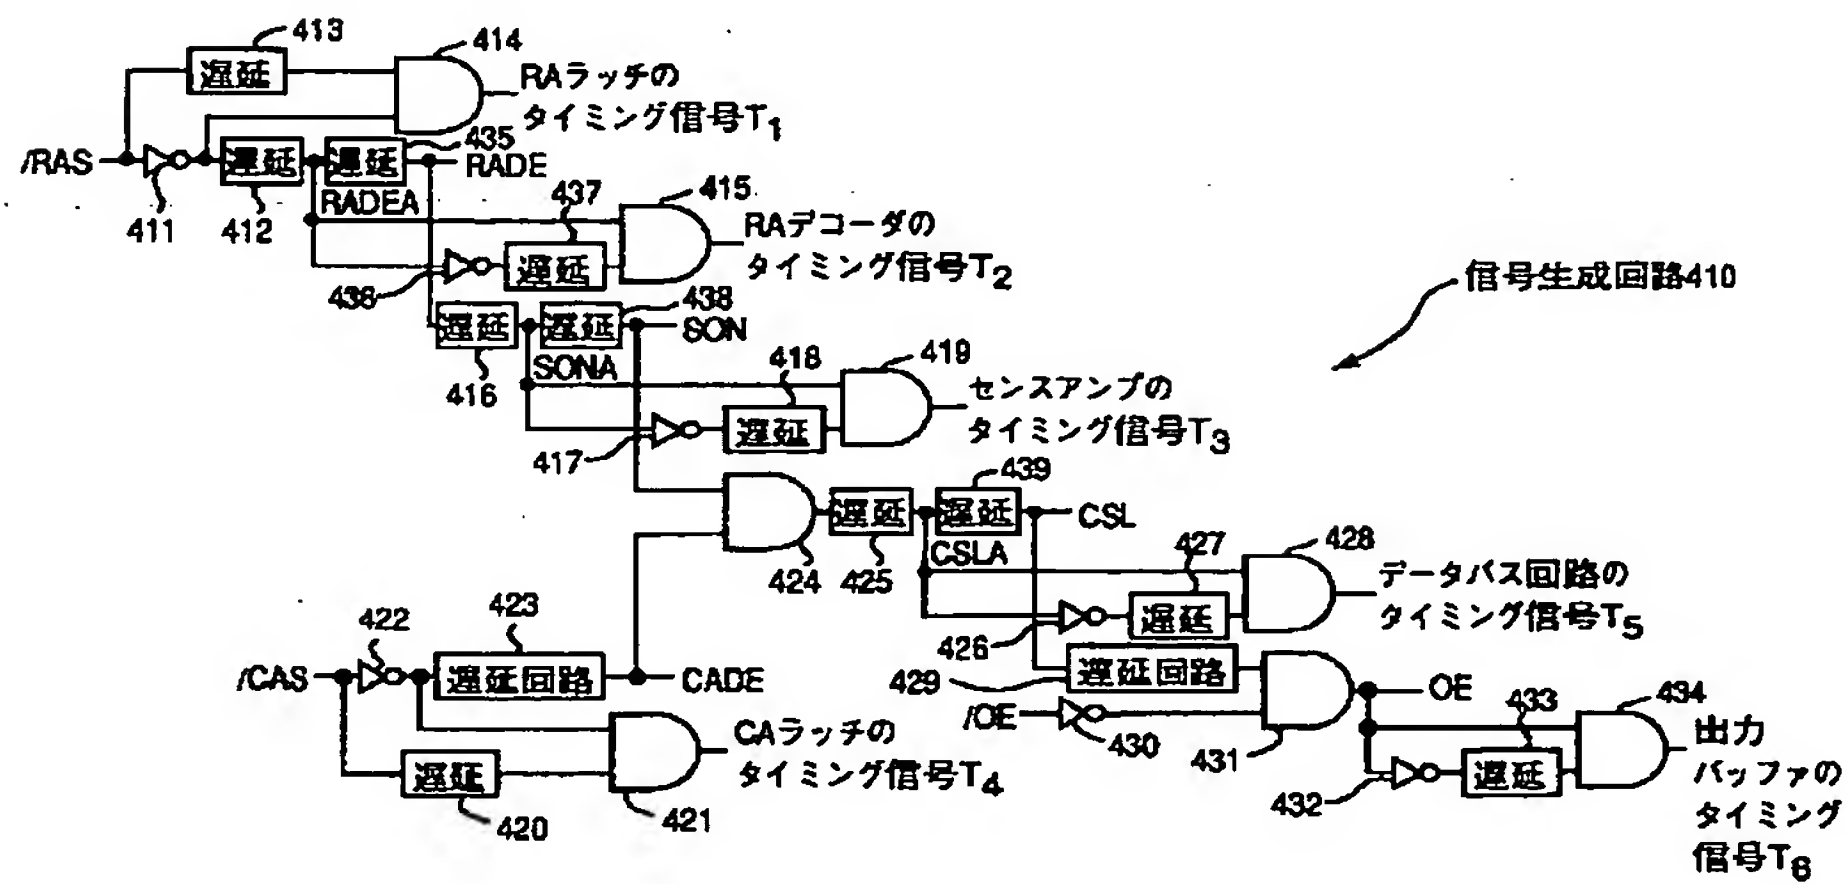 413
遅延
414
RAラッチの
タイミング信号T1
/RAS
遅延
遅延
435
RADE
411
412
RADEA
437
415
RAデコーダの
タイミング信号T2
遅延
436
信号生成回路410
遅延
遅延
438
SON
416
SONA
418
419
センスアンプの
タイミング信号T3
遅延
417
439
遅延
遅延
CSL
424
425
CSLA
427
428
データバス回路の
タイミング信号T5
遅延
426
422
423
/CAS
遅延回路
CADE
遅延回路
429
/OE
430
431
OE
433
434
出力
バッファの
タイミング
信号T6
遅延
432
CAラッチの
タイミング信号T4
遅延
420
421